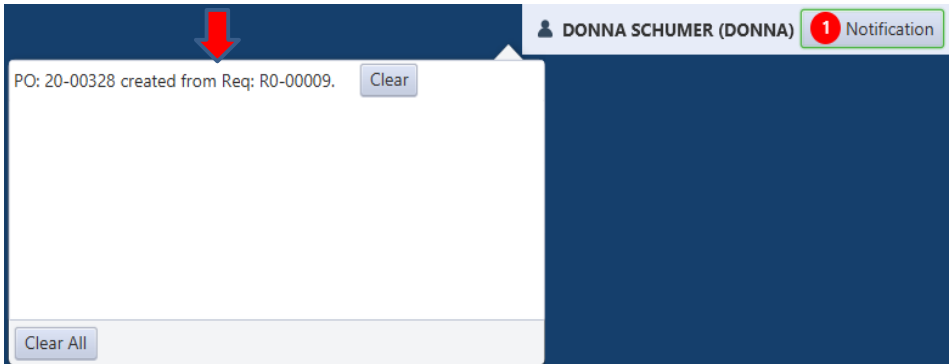 DONNA SCHUMER (DONNA) 1 Notification
PO: 20-00328 created from Req: R0-00009. Clear
Clear All